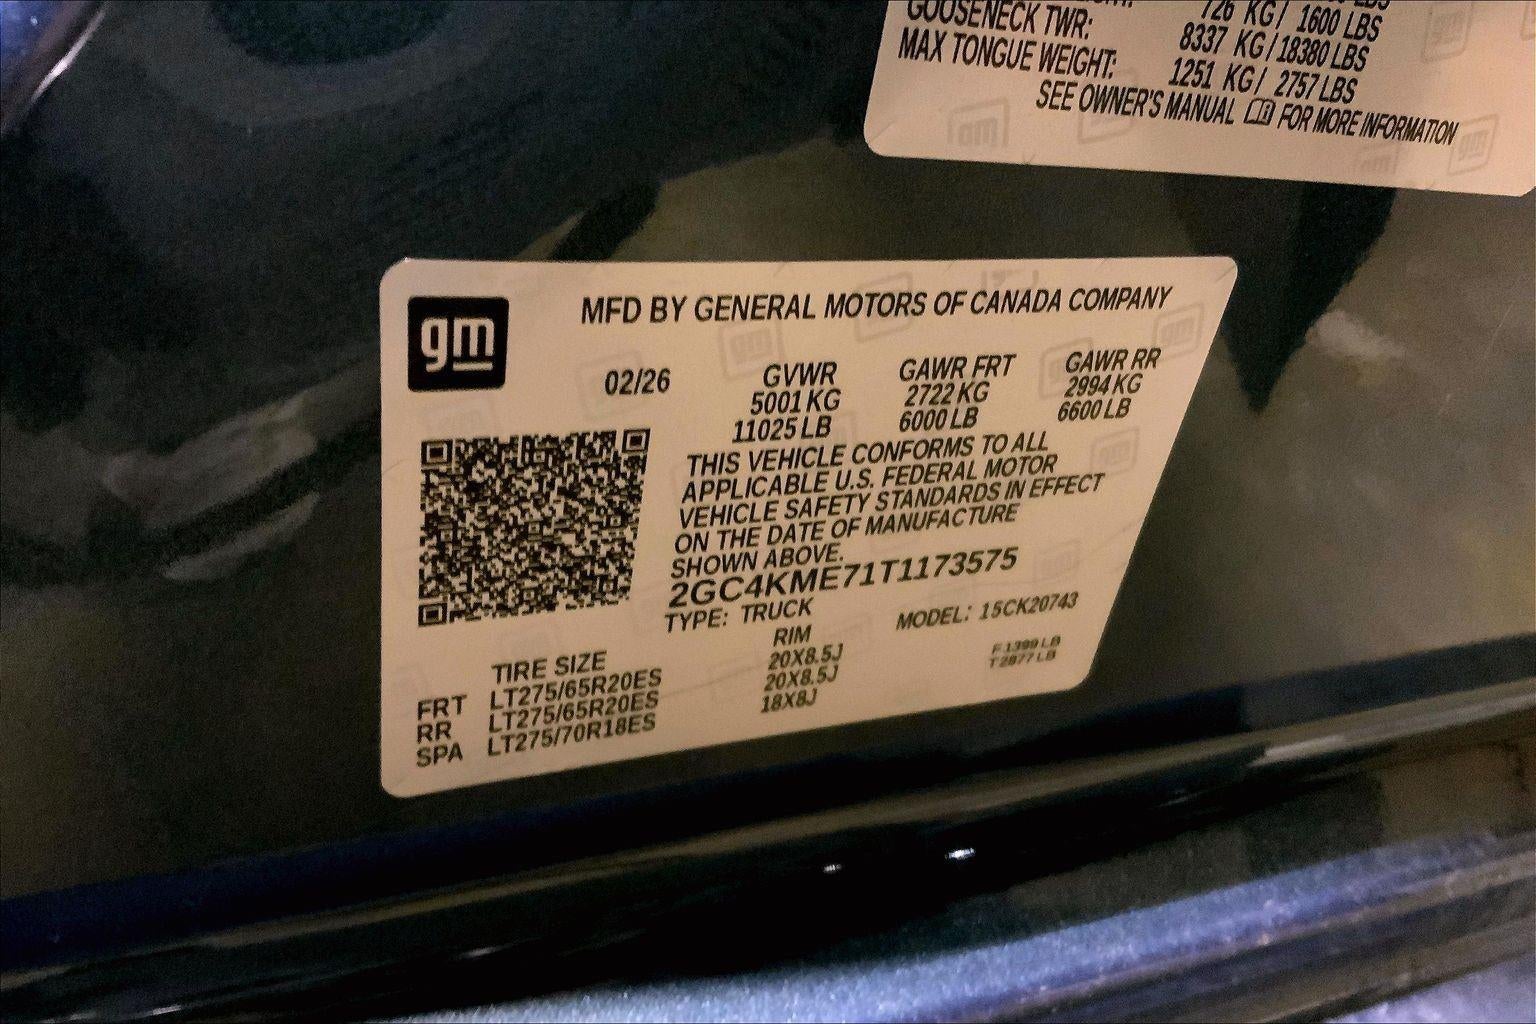 726 KG/ 1600 LBS
GOOSENECK TWR: 8337 KG/18380 LBS
MAX TONGUE WEIGHT: 1251 KG/ 2757 LBS
SEE OWNER'S MANUAL FOR MORE INFORMATION
gm
MFD BY GENERAL MOTORS OF CANADA COMPANY
02/26 GVWR GAWR FRT GAWR RR
5001 KG 2722 KG 2994 KG
11025 LB 6000 LB 6600 LB
THIS VEHICLE CONFORMS TO ALL
APPLICABLE U.S. FEDERAL MOTOR
VEHICLE SAFETY STANDARDS IN EFFECT
ON THE DATE OF MANUFACTURE
SHOWN ABOVE.
2GC4KME71T1173575
TYPE: TRUCK MODEL: 15CK20743
TIRE SIZE RIM
FRT LT275/65R20ES 20X8.5J
RR LT275/65R20ES 20X8.5J
SPA LT275/70R18ES 18X8J
F 1399 LB
T 2877 LB